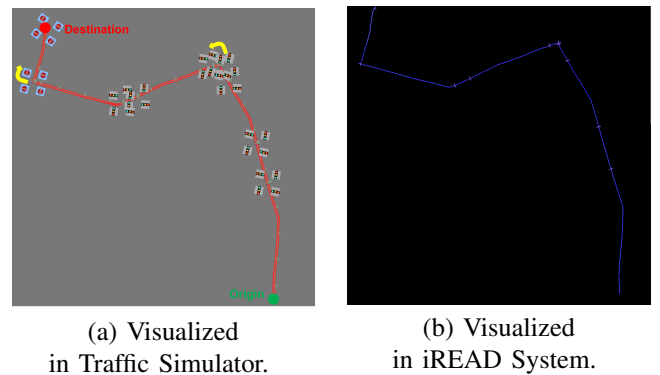 Destination
Origin
(a) Visualized
in Traffic Simulator.
(b) Visualized
in iREAD System.